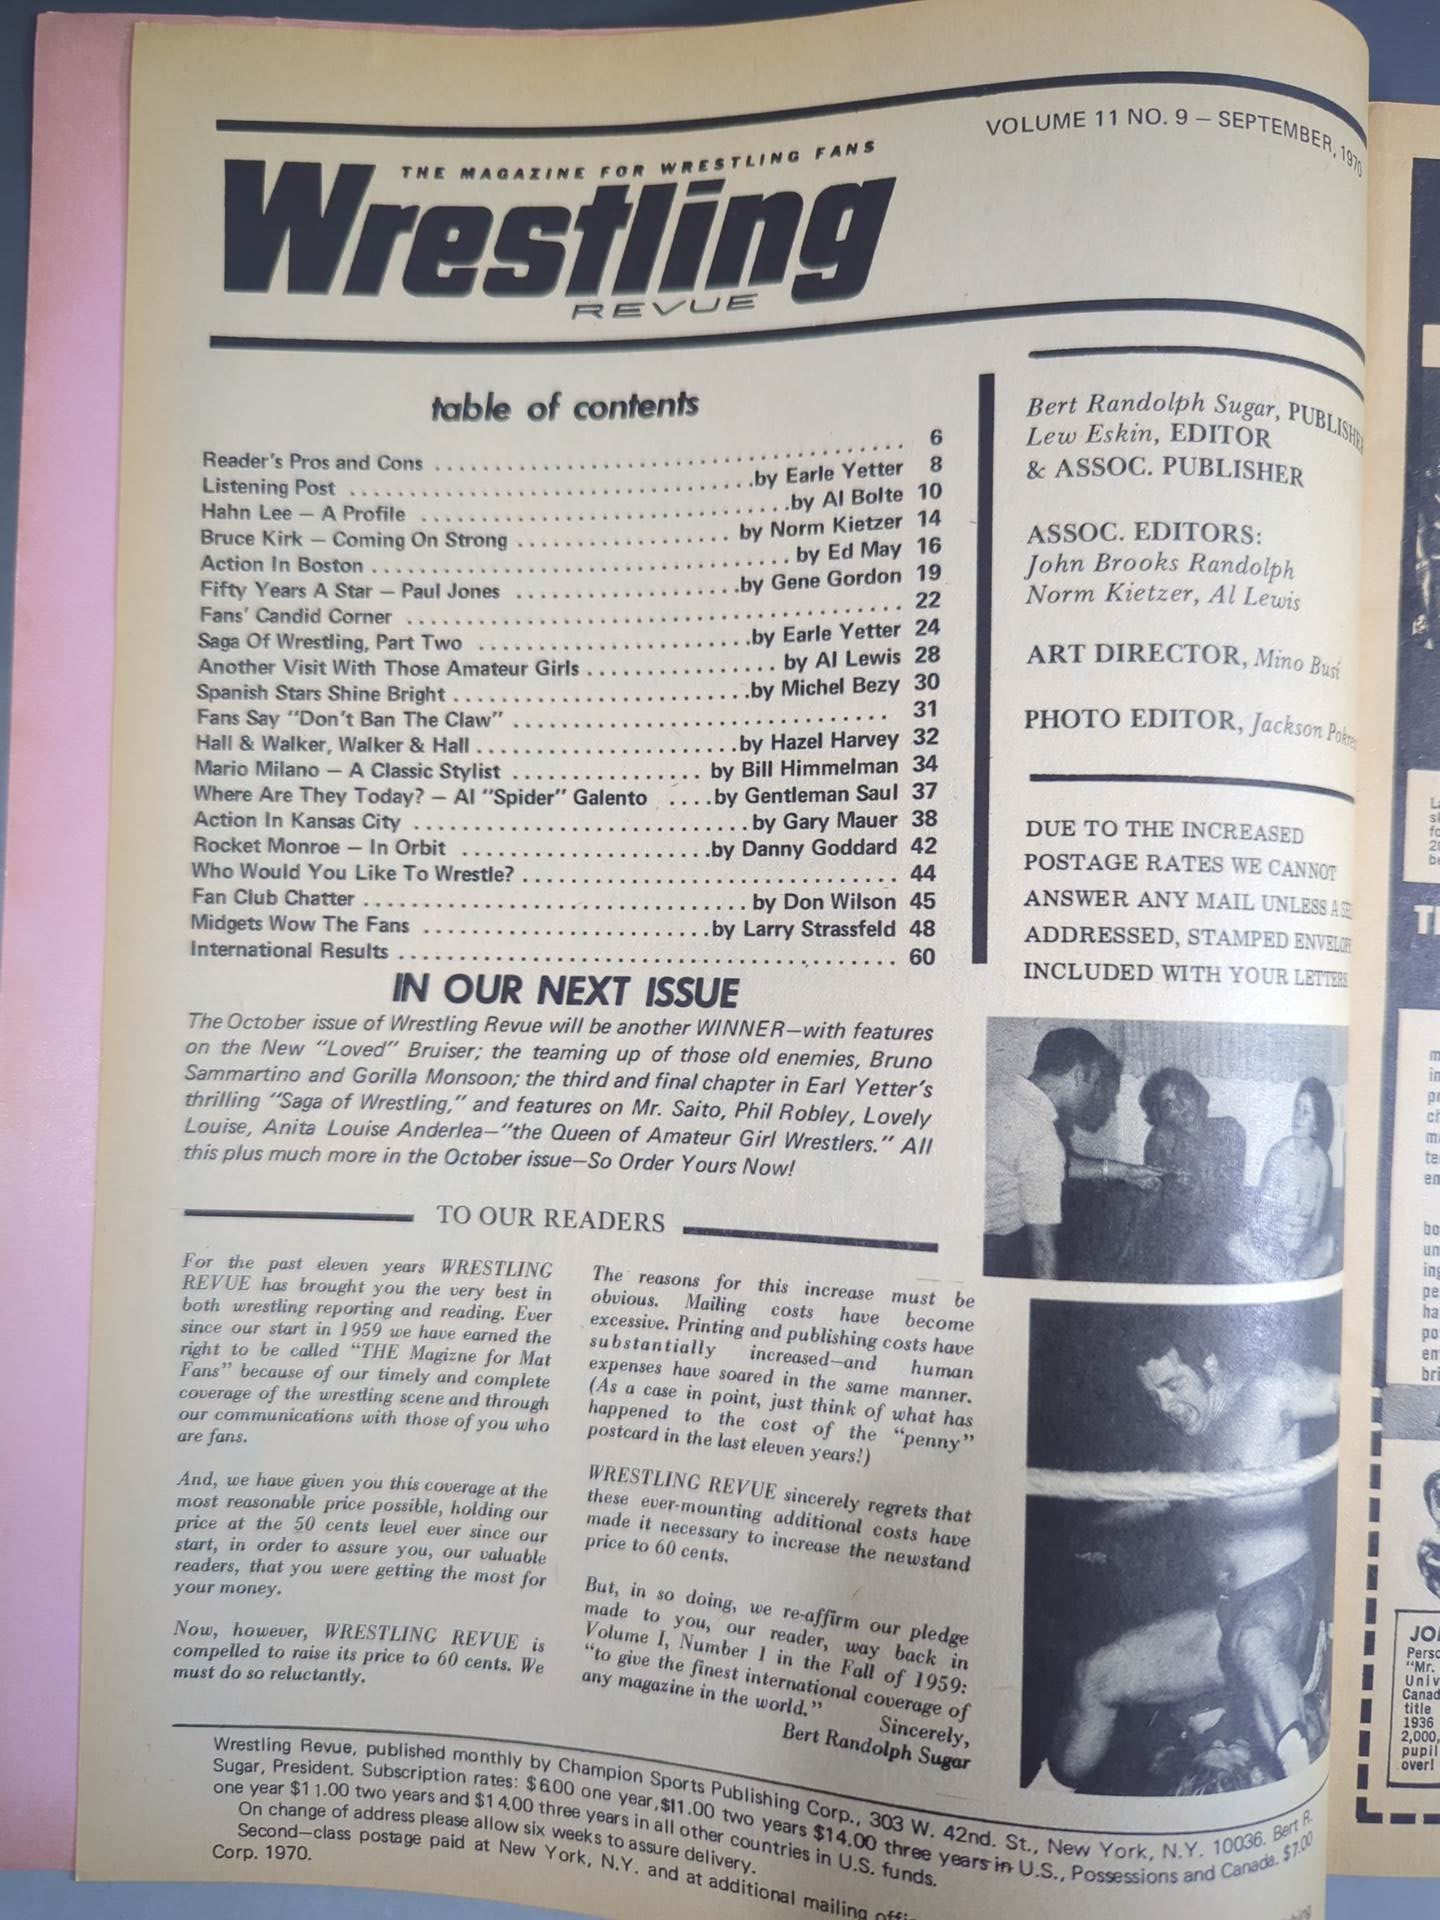 VOLUME 11 NO. 9 — SEPTEMBER, 1970
THE MAGAZINE FOR WRESTLING FANS
Wrestling
REVUE
table of contents
Reader's Pros and Cons .......... 6
Listening Post .......... by Earle Yetter 8
Hahn Lee — A Profile .......... by Al Bolte 10
Bruce Kirk — Coming On Strong .......... by Norm Kietzer 14
Action In Boston .......... by Ed May 16
Fifty Years A Star — Paul Jones .......... by Gene Gordon 19
Fans' Candid Corner .......... 22
Saga Of Wrestling, Part Two .......... by Earle Yetter 24
Another Visit With Those Amateur Girls .......... by Al Lewis 28
Spanish Stars Shine Bright .......... by Michel Bezy 30
Fans Say "Don't Ban The Claw" .......... 31
Hall & Walker, Walker & Hall .......... by Hazel Harvey 32
Mario Milano — A Classic Stylist .......... by Bill Himmelman 34
Where Are They Today? — Al "Spider" Galento .... by Gentleman Saul 37
Action In Kansas City .......... by Gary Mauer 38
Rocket Monroe — In Orbit .......... by Danny Goddard 42
Who Would You Like To Wrestle? .......... 44
Fan Club Chatter .......... by Don Wilson 45
Midgets Wow The Fans .......... by Larry Strassfeld 48
International Results .......... 60
IN OUR NEXT ISSUE
The October issue of Wrestling Revue will be another WINNER—with features
on the New "Loved" Bruiser; the teaming up of those old enemies, Bruno
Sammartino and Gorilla Monsoon; the third and final chapter in Earl Yetter's
thrilling "Saga of Wrestling," and features on Mr. Saito, Phil Robley, Lovely
Louise, Anita Louise Anderlea—"the Queen of Amateur Girl Wrestlers." All
this plus much more in the October issue—So Order Yours Now!
TO OUR READERS
For the past eleven years WRESTLING
REVUE has brought you the very best in
both wrestling reporting and reading. Ever
since our start in 1959 we have earned the
right to be called "THE Magizne for Mat
Fans" because of our timely and complete
coverage of the wrestling scene and through
our communications with those of you who
are fans.
And, we have given you this coverage at the
most reasonable price possible, holding our
price at the 50 cents level ever since our
start, in order to assure you, our valuable
readers, that you were getting the most for
your money.
Now, however, WRESTLING REVUE is
compelled to raise its price to 60 cents. We
must do so reluctantly.
The reasons for this increase must be
obvious. Mailing costs have become
excessive. Printing and publishing costs have
substantially increased—and human
expenses have soared in the same manner.
(As a case in point, just think of what has
happened to the cost of the "penny"
postcard in the last eleven years!)
WRESTLING REVUE sincerely regrets that
these ever-mounting additional costs have
made it necessary to increase the newstand
price to 60 cents.
But, in so doing, we re-affirm our pledge
made to you, our reader, way back in
Volume I, Number 1 in the Fall of 1959:
"to give the finest international coverage of
any magazine in the world."
Sincerely,
Bert Randolph Sugar
Bert Randolph Sugar, PUBLISHER
Lew Eskin, EDITOR
& ASSOC. PUBLISHER
ASSOC. EDITORS:
John Brooks Randolph
Norm Kietzer, Al Lewis
ART DIRECTOR, Mino Busi
PHOTO EDITOR, Jackson
DUE TO THE INCREASED
POSTAGE RATES WE CANNOT
ANSWER ANY MAIL UNLESS A
ADDRESSED, STAMPED
INCLUDED WITH YOUR LETTERS
Wrestling Revue, published monthly by Champion Sports Publishing Corp., 303 W. 42nd. St., New York, N.Y. 10036. Bert R.
Sugar, President. Subscription rates: $6.00 one year, $11.00 two years $14.00 three years in U.S., Possessions and Canada. $7.00
one year $11.00 two years and $14.00 three years in all other countries in U.S. funds.
On change of address please allow six weeks to assure delivery.
Second—class postage paid at New York, N.Y. and at additional mailing
Corp. 1970.
JO
"Mr.
Univ
Canad
title
1936
2,000,
pupil
over!